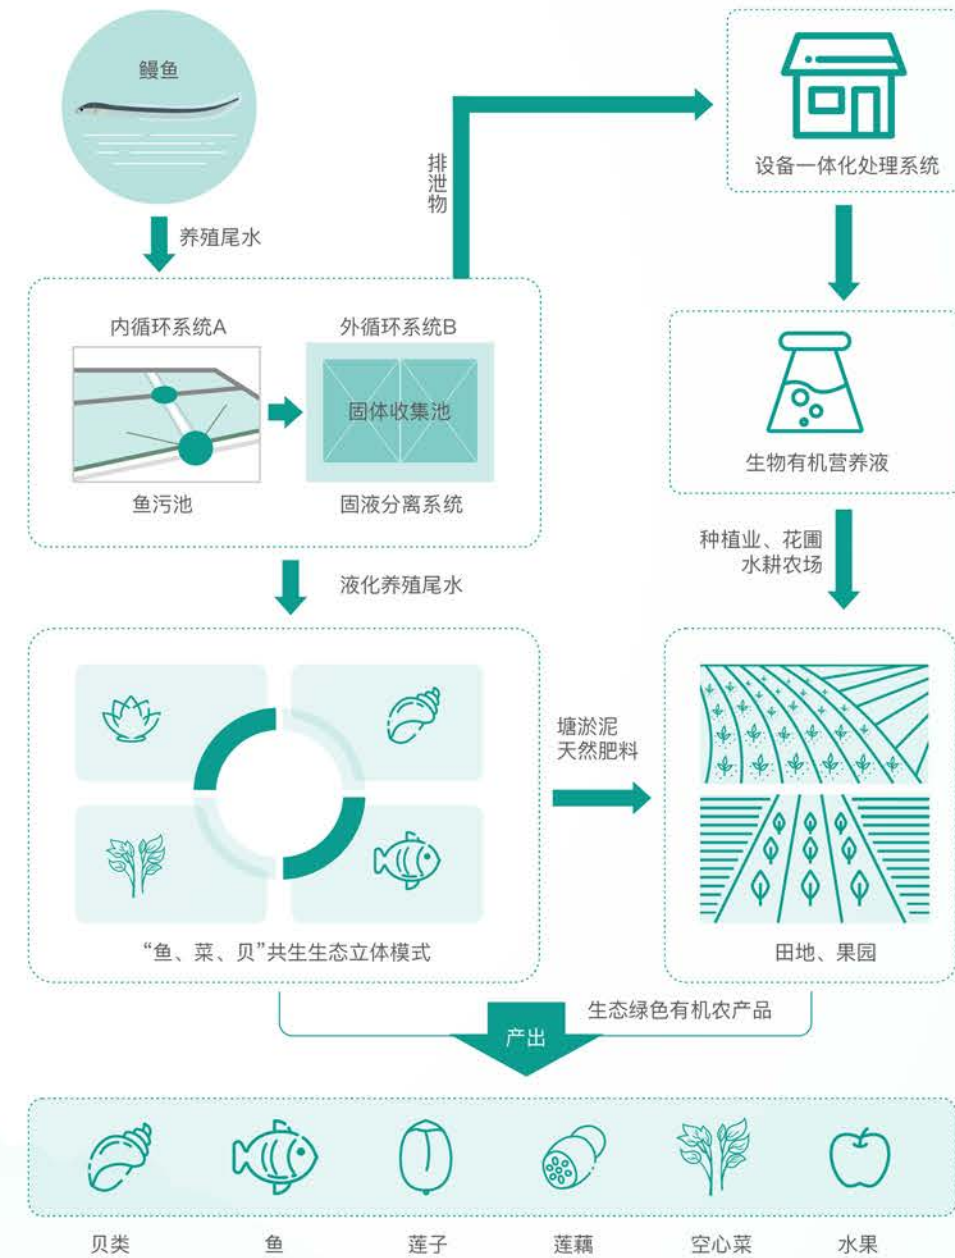 鳗鱼
养殖尾水
排泄物
设备一体化处理系统
内循环系统A
外循环系统B
固体收集池
鱼污池
固液分离系统
生物有机营养液
种植业、花圃
水耕农场
液化养殖尾水
塘淤泥
天然肥料
“鱼、菜、贝”共生生态立体模式
田地、果园
生态绿色有机农产品
产出
贝类
鱼
莲子
莲藕
空心菜
水果